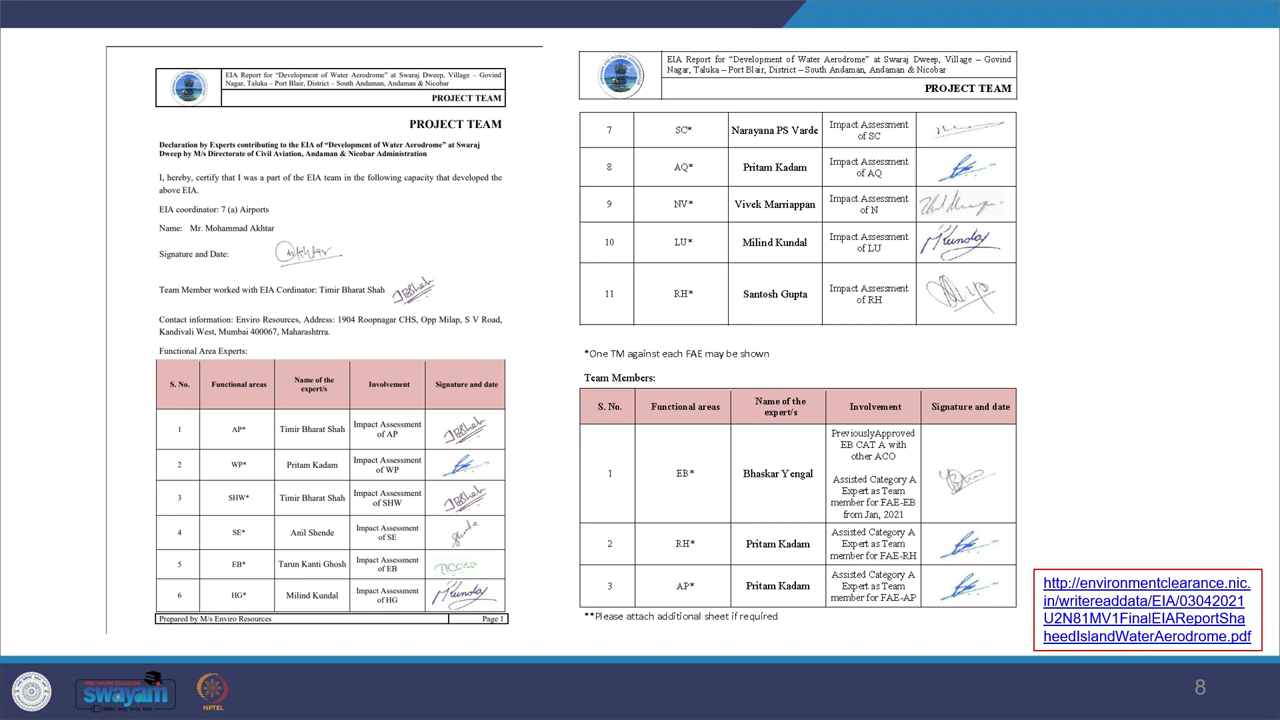 EIA Report for “Development of Water Aerodrome” at Swaraj Dweep, Village – Govind
Nagar, Taluka – Port Blair, District – South Andaman, Andaman & Nicobar
PROJECT TEAM
PROJECT TEAM
Declaration by Experts contributing to the EIA of “Development of Water Aerodrome” at Swaraj
Dweep by M/s Directorate of Civil Aviation, Andaman & Nicobar Administration
I, hereby, certify that I was a part of the EIA team in the following capacity that developed the
above EIA.
EIA coordinator: 7 (a) Airports
Name: Mr. Mohammad Akhtar
Signature and Date:
Team Member worked with EIA Cordinator: Timir Bharat Shah
Contact information: Enviro Resources, Address: 1904 Roopnagar CHS, Opp Milap, S V Road,
Kandivali West, Mumbai 400067, Maharashtrra.
Functional Area Experts:
S. No. Functional areas Name of the expert/s Involvement Signature and date
1 AP* Timir Bharat Shah Impact Assessment of AP
2 WP* Pritam Kadam Impact Assessment of WP
3 SHW* Timir Bharat Shah Impact Assessment of SHW
4 SE* Anil Shende Impact Assessment of SE
5 EB* Tarun Kanti Ghosh Impact Assessment of EB
6 HG* Milind Kundal Impact Assessment of HG
Prepared by M/s Enviro Resources Page 1
EIA Report for “Development of Water Aerodrome” at Swaraj Dweep, Village – Govind
Nagar, Taluka – Port Blair, District – South Andaman, Andaman & Nicobar
PROJECT TEAM
7 SC* Narayana PS Varde Impact Assessment of SC
8 AQ* Pritam Kadam Impact Assessment of AQ
9 NV* Vivek Marriappan Impact Assessment of N
10 LU* Milind Kundal Impact Assessment of LU
11 RH* Santosh Gupta Impact Assessment of RH
*One TM against each FAE may be shown
Team Members:
S. No. Functional areas Name of the expert/s Involvement Signature and date
1 EB* Bhaskar Yengal PreviouslyApproved EB CAT A with other ACO Assisted Category A Expert as Team member for FAE-EB from Jan, 2021
2 RH* Pritam Kadam Assisted Category A Expert as Team member for FAE-RH
3 AP* Pritam Kadam Assisted Category A Expert as Team member for FAE-AP
**Please attach additional sheet if required
http://environmentclearance.nic.
in/writereaddata/EIA/03042021
U2N81MV1FinalEIAReportSha
heedIslandWaterAerodrome.pdf
swayam
NPTEL
8